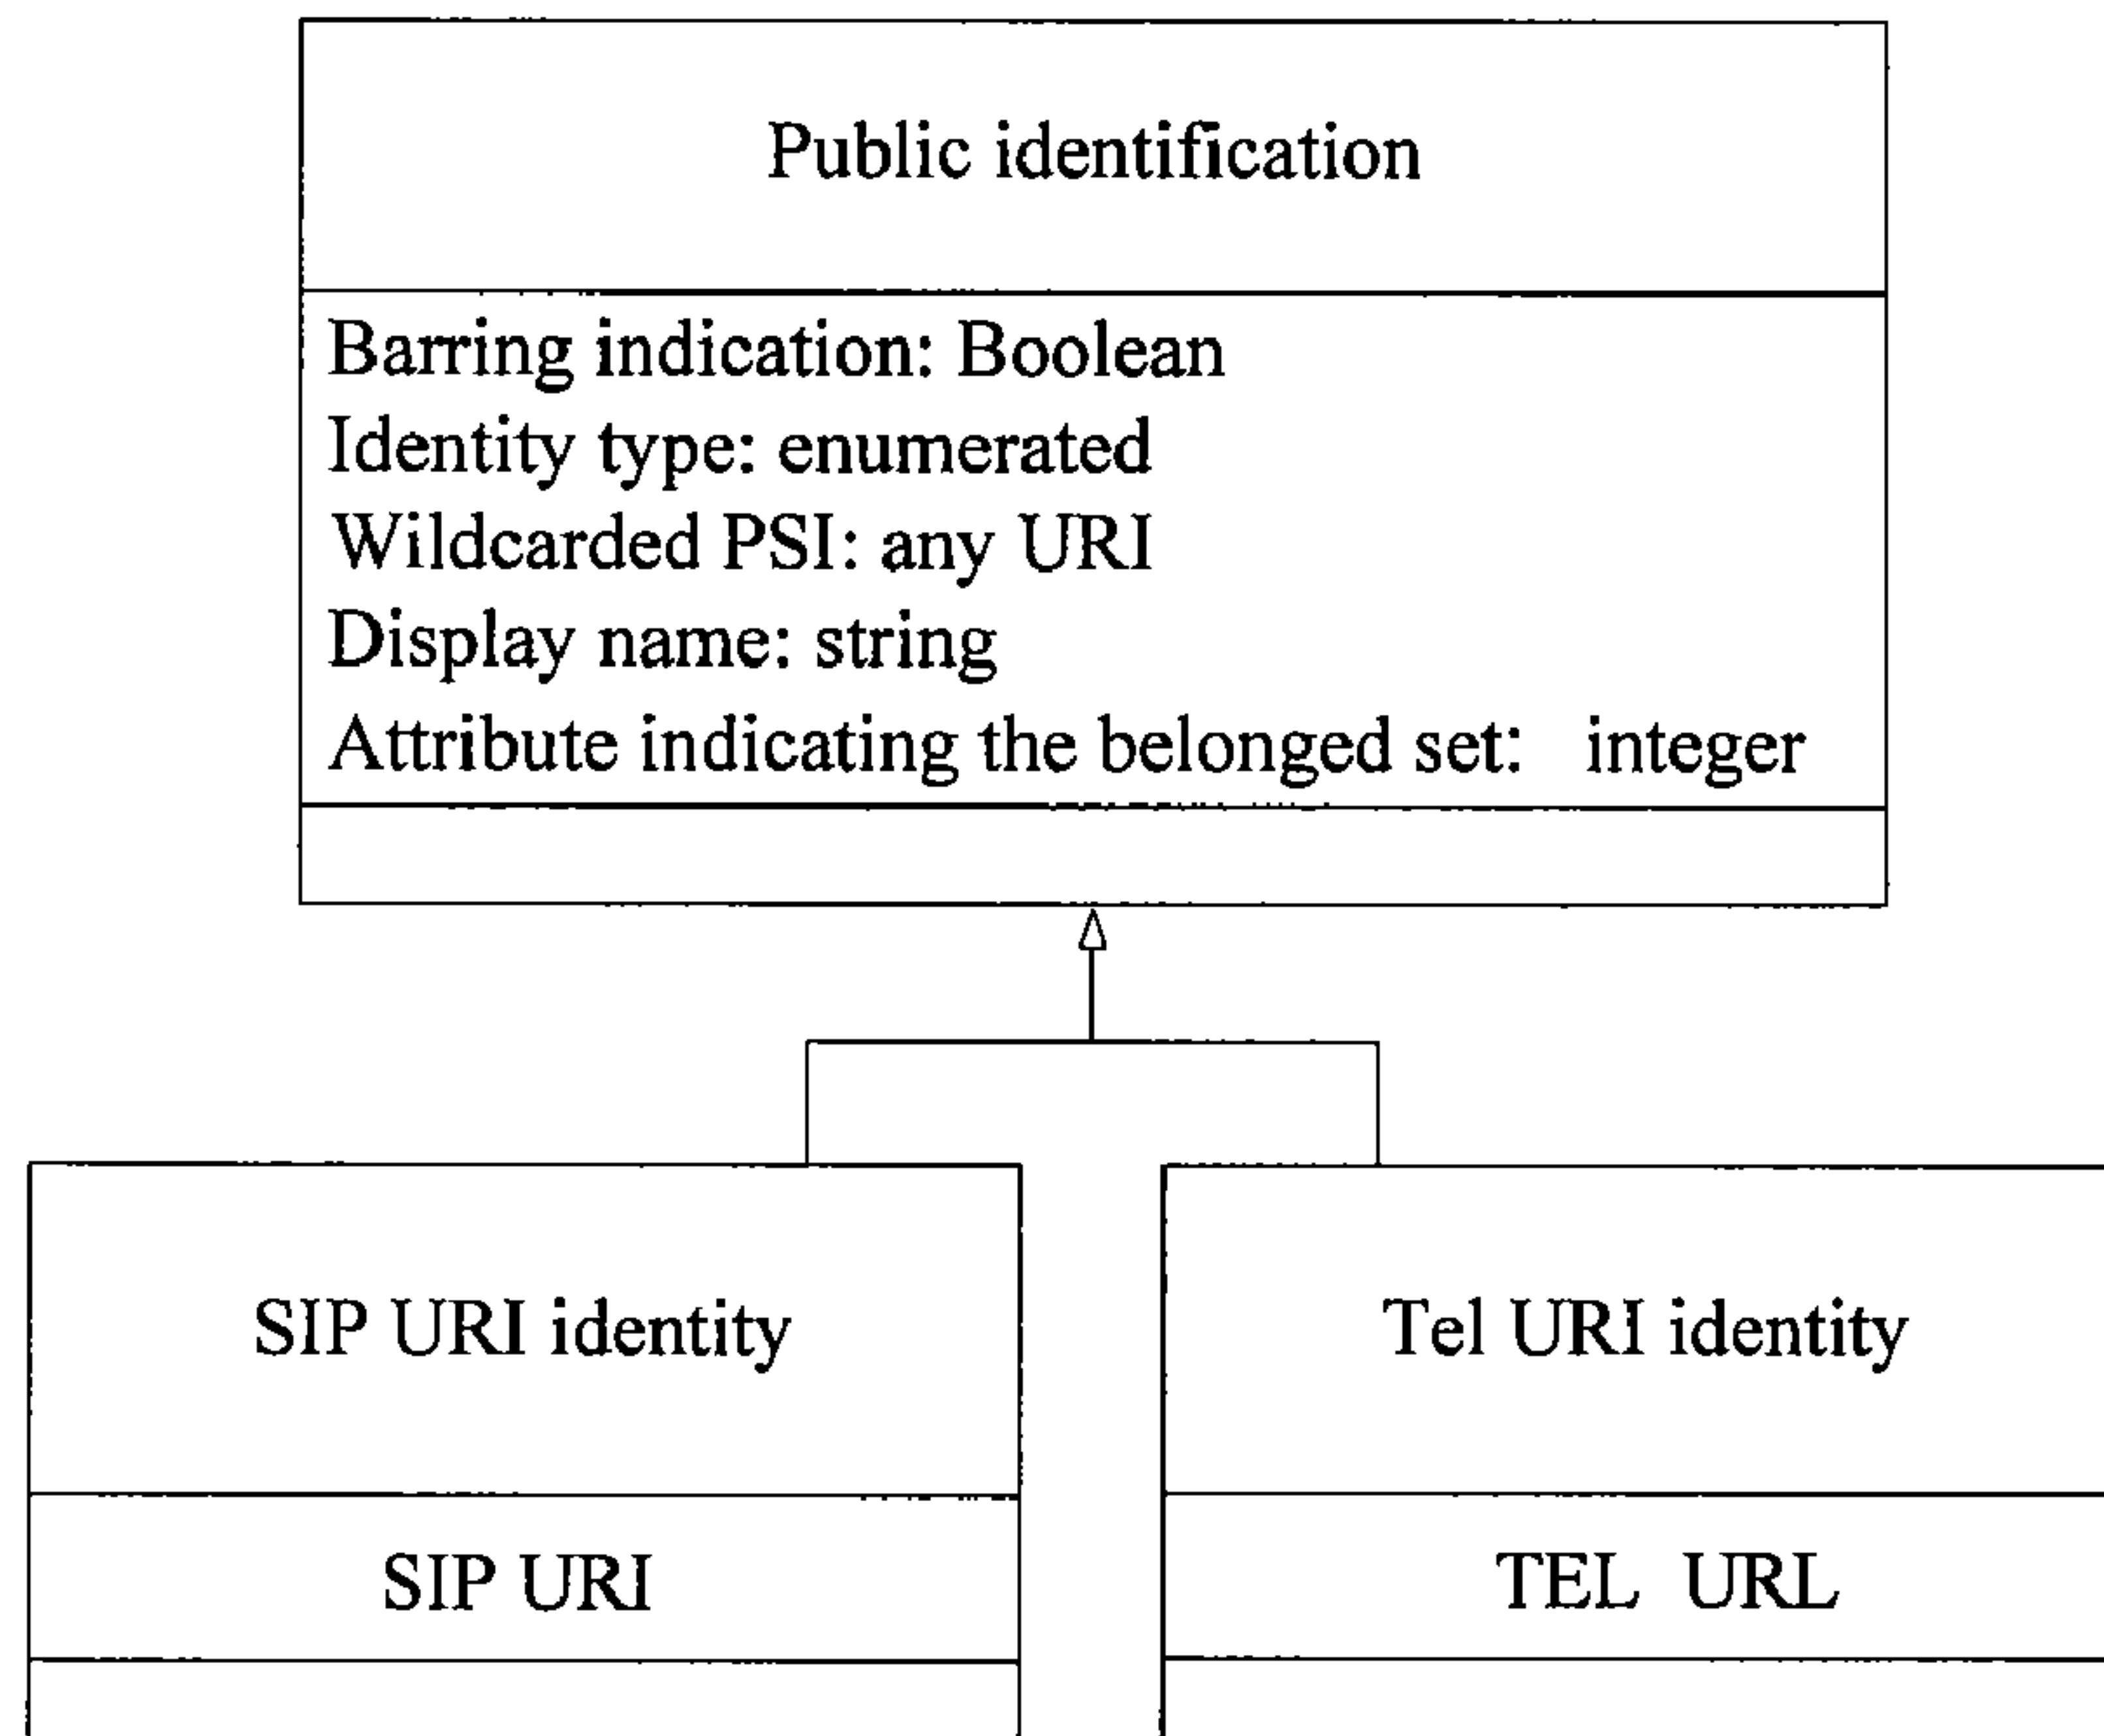 Public identification
Barring indication: Boolean
Identity type: enumerated
Wildcarded PSI: any URI
Display name: string
Attribute indicating the belonged set: integer
SIP URI identity
Tel URI identity
SIP URI
TEL URL